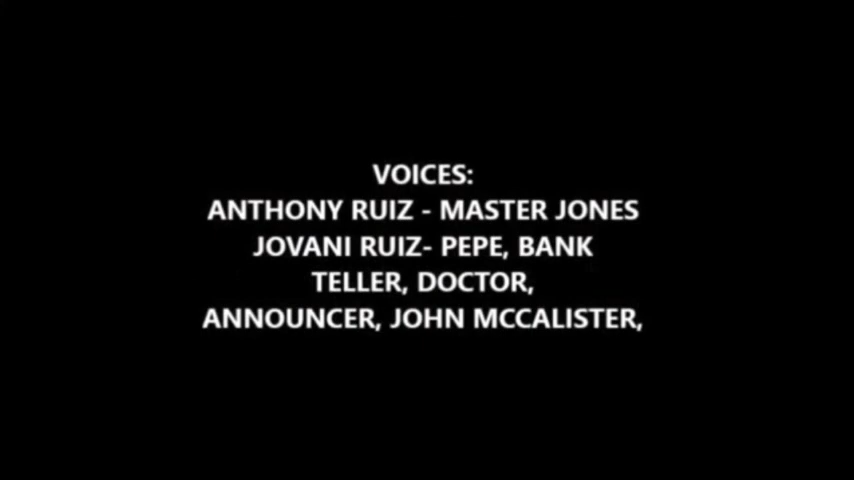 VOICES:
ANTHONY RUIZ - MASTER JONES
JOVANI RUIZ- PEPE, BANK
TELLER, DOCTOR,
ANNOUNCER, JOHN MCCALISTER,